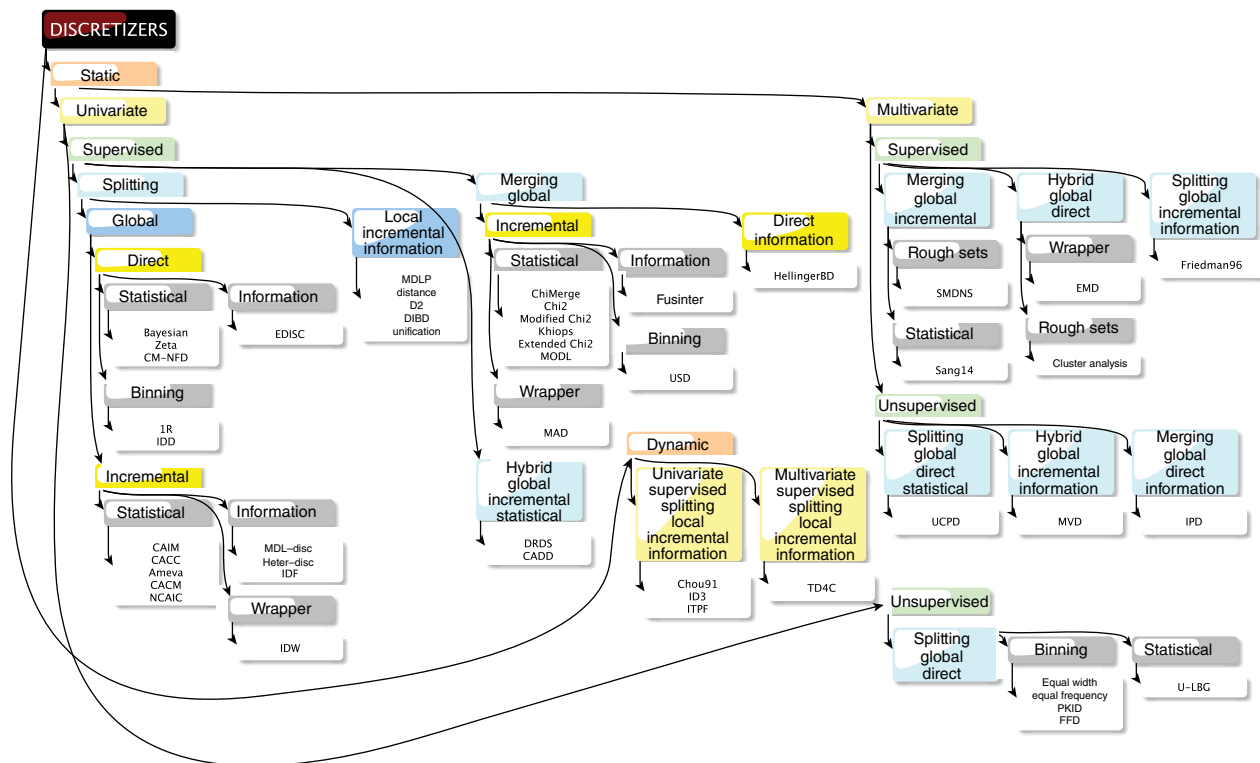 DISCRETIZERS
Static
Univariate
Supervised
Splitting
Global
Direct
Statistical
Bayesian
Zeta
CM-NFD
Information
EDISC
Binning
1R
IDD
Incremental
Statistical
CAIM
CACC
Ameva
CACM
NCAIC
Information
MDL–disc
Heter–disc
IDF
Wrapper
IDW
Local
incremental
information
MDLP
distance
D2
DIBD
unification
Merging
global
Incremental
Statistical
ChiMerge
Chi2
Modified Chi2
Khiops
Extended Chi2
MODL
Wrapper
MAD
Information
Fusinter
Binning
USD
Direct
information
HellingerBD
Hybrid
global
incremental
statistical
DRDS
CADD
Dynamic
Univariate
supervised
splitting
local
incremental
information
Chou91
ID3
ITPF
Multivariate
supervised
splitting
local
incremental
information
TD4C
Multivariate
Supervised
Merging
global
incremental
Rough sets
SMDNS
Statistical
Sang14
Hybrid
global
direct
Wrapper
EMD
Rough sets
Cluster analysis
Splitting
global
incremental
information
Friedman96
Unsupervised
Splitting
global
direct
statistical
UCPD
Hybrid
global
incremental
information
MVD
Merging
global
direct
information
IPD
Unsupervised
Splitting
global
direct
Binning
Equal width
equal frequency
PKID
FFD
Statistical
U–LBG